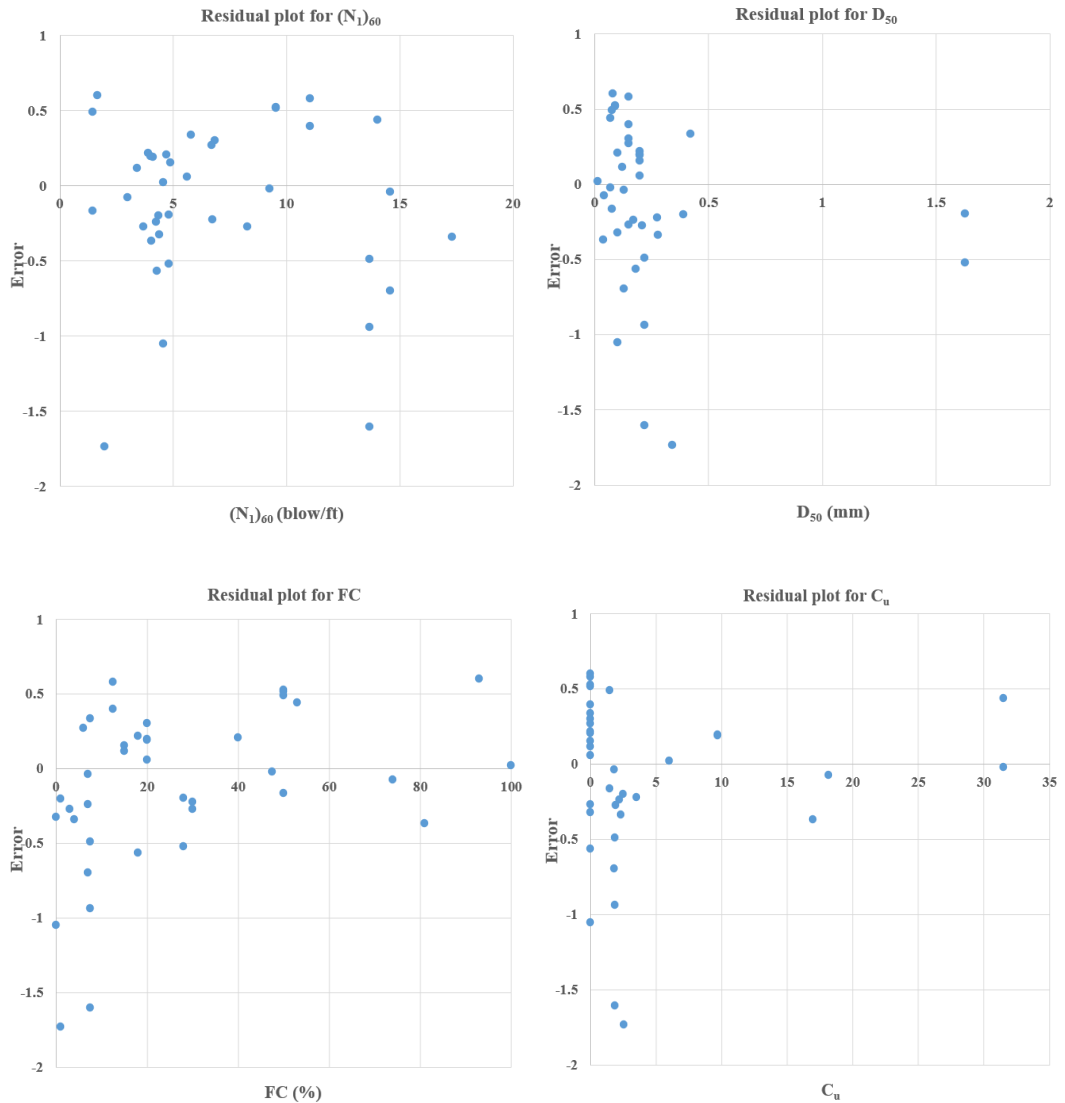 Residual plot for (N₁)₆₀
1
0.5
0
-0.5
-1
-1.5
-2
0 5 10 15 20
Error
(N₁)₆₀ (blow/ft)
Residual plot for D₅₀
1
0.5
0
-0.5
-1
-1.5
-2
0 0.5 1 1.5 2
Error
D₅₀ (mm)
Residual plot for FC
1
0.5
0
-0.5
-1
-1.5
-2
0 20 40 60 80 100
Error
FC (%)
Residual plot for Cᵤ
1
0.5
0
-0.5
-1
-1.5
-2
0 5 10 15 20 25 30 35
Error
Cᵤ